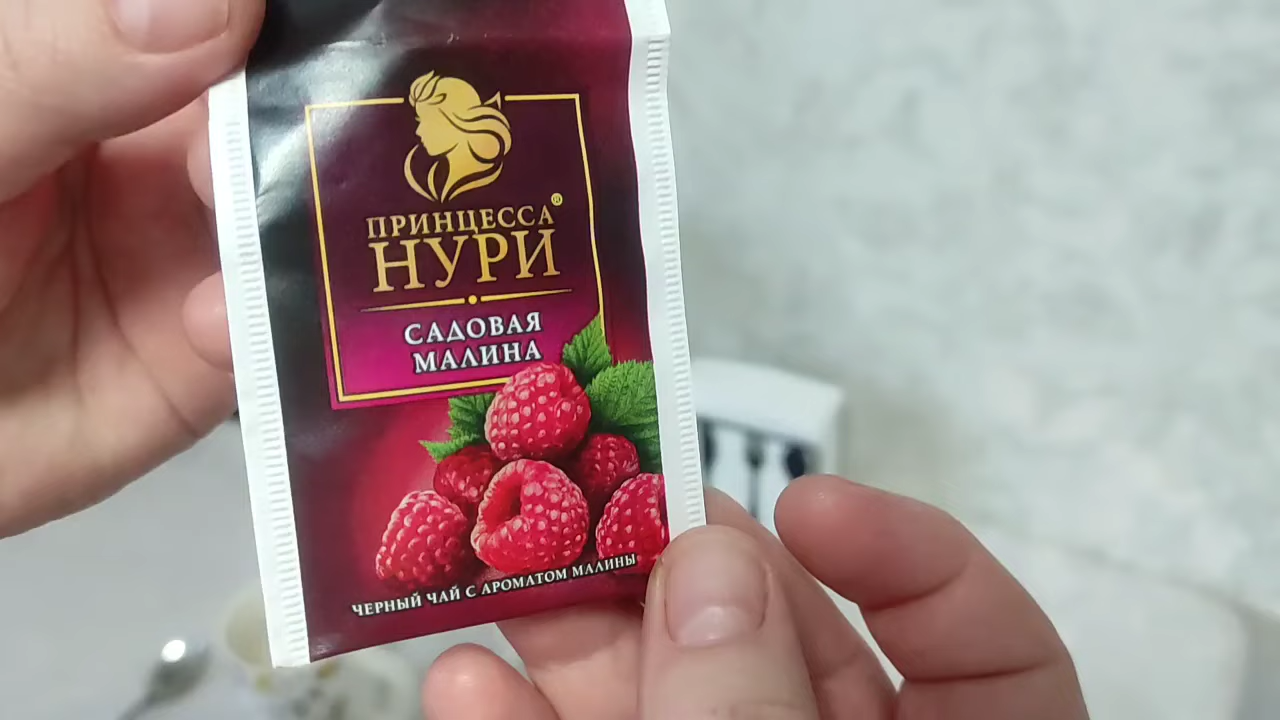 ПРИНЦЕССА®
НУРИ
САДОВАЯ
МАЛИНА
ЧЕРНЫЙ ЧАЙ С АРОМАТОМ МАЛИНЫ